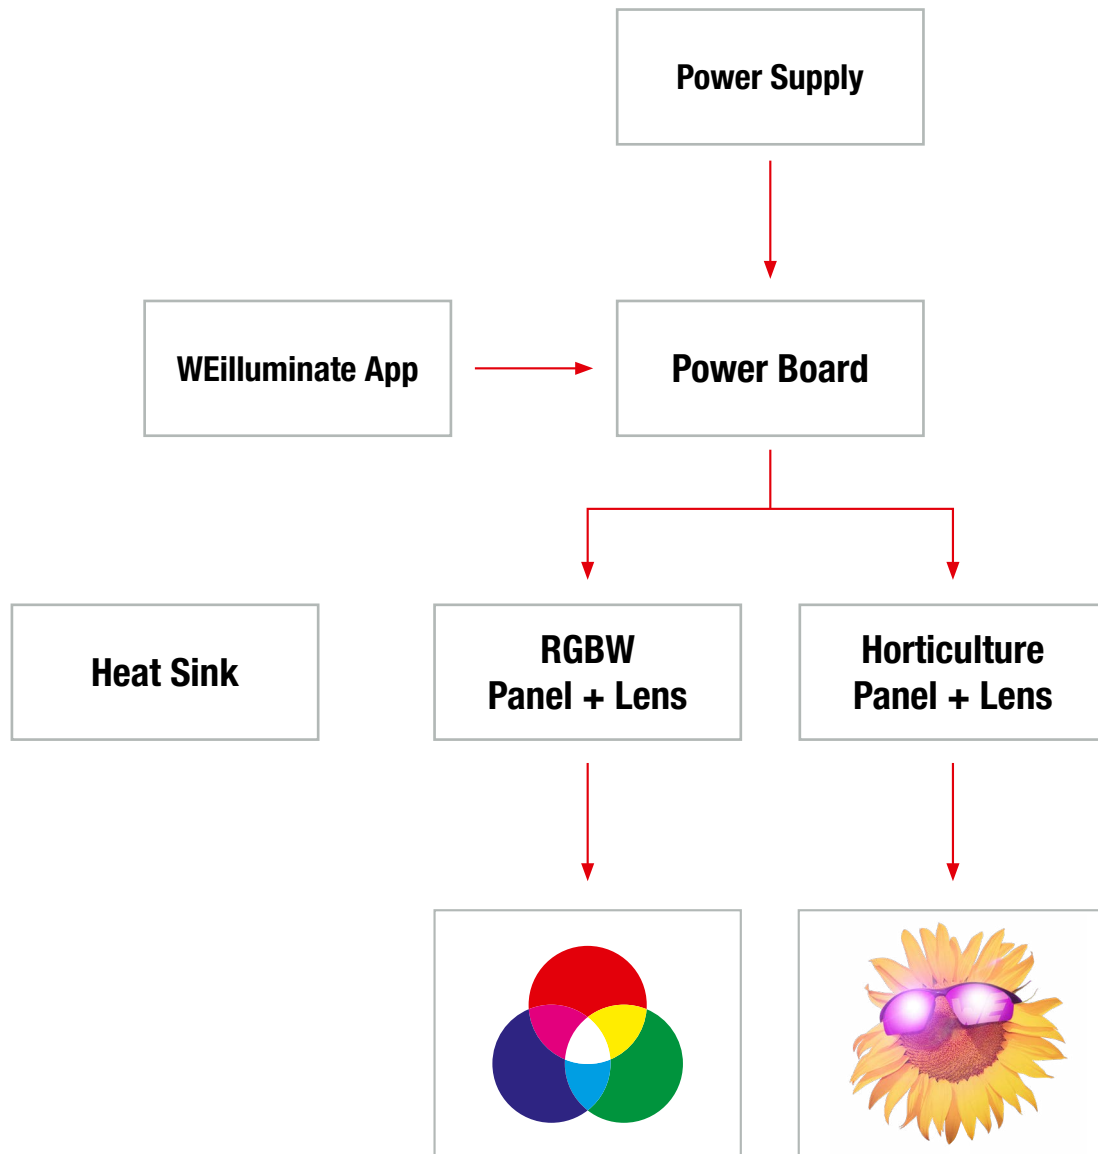 Power Supply
WEilluminate App
Power Board
Heat Sink
RGBW
Panel + Lens
Horticulture
Panel + Lens